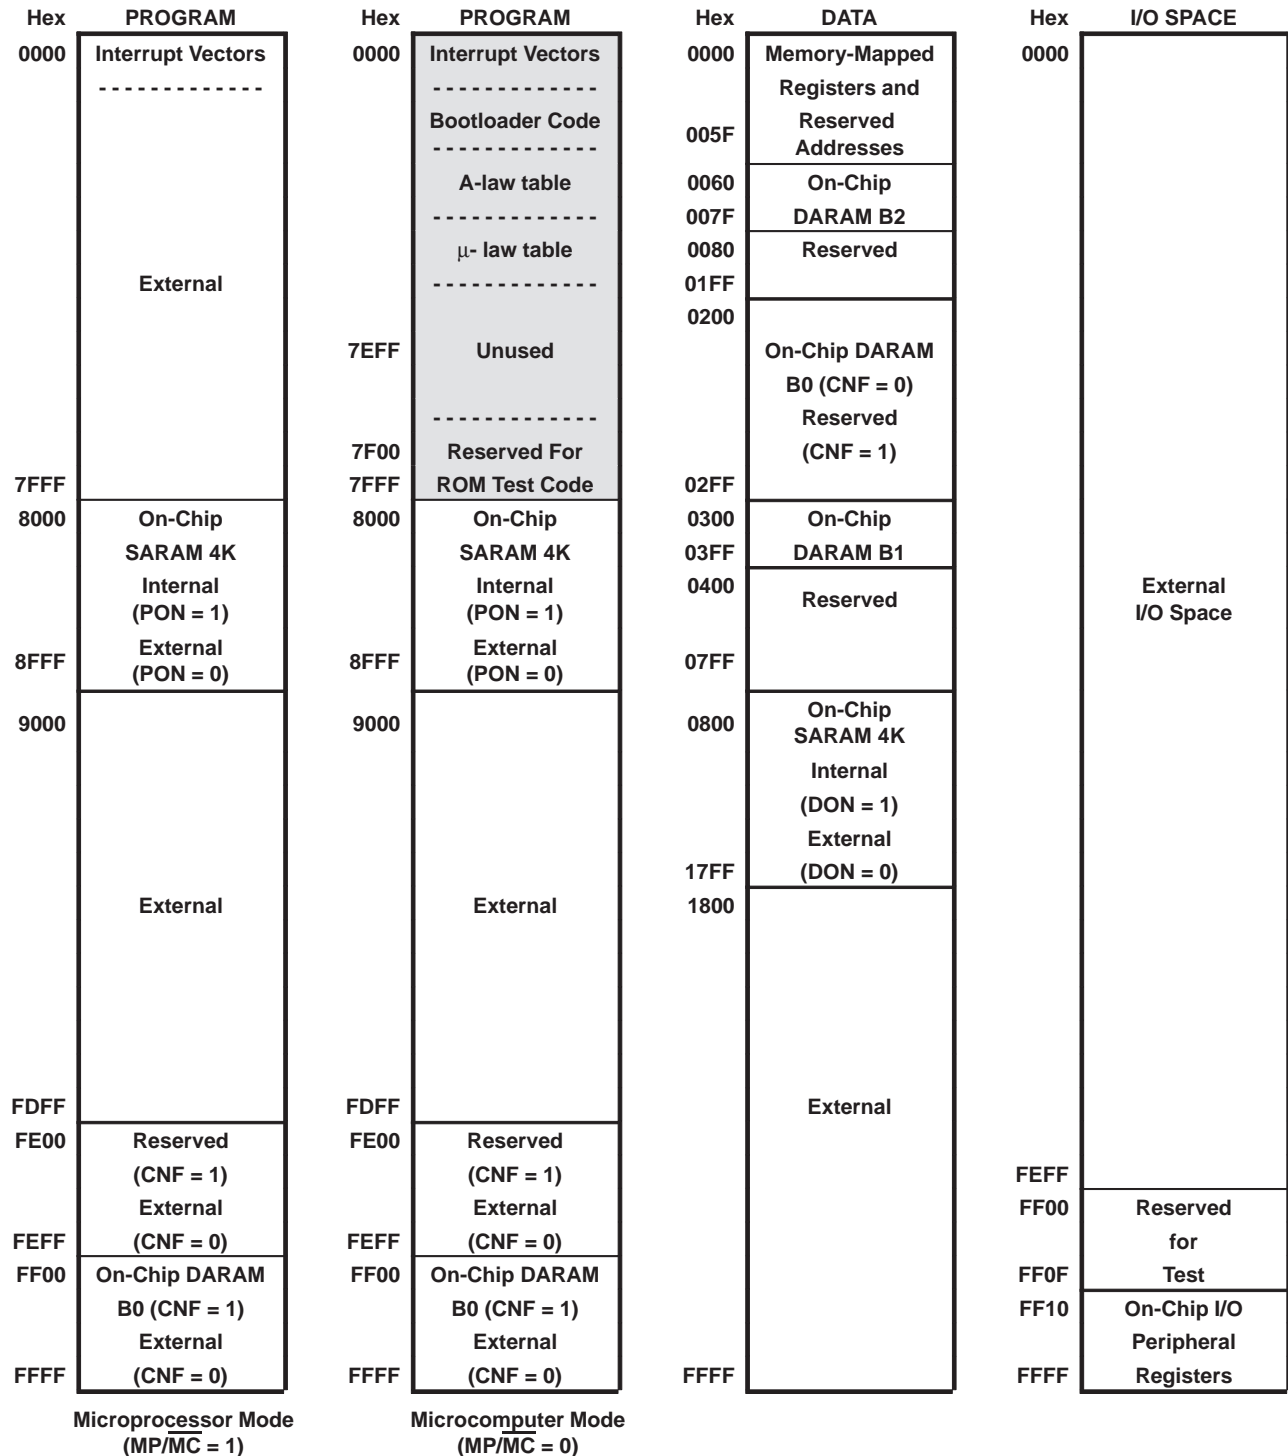 Hex PROGRAM
0000 Interrupt Vectors
External
7FFF
8000 On-Chip
SARAM 4K
Internal
(PON = 1)
External
8FFF (PON = 0)
9000
External
FDFF
FE00 Reserved
(CNF = 1)
External
FEFF (CNF = 0)
FF00 On-Chip DARAM
B0 (CNF = 1)
External
FFFF (CNF = 0)
Microprocessor Mode
(MP/MC = 1)
Hex PROGRAM
0000 Interrupt Vectors
Bootloader Code
A-law table
μ- law table
7EFF Unused
7F00 Reserved For
7FFF ROM Test Code
8000 On-Chip
SARAM 4K
Internal
(PON = 1)
External
8FFF (PON = 0)
9000
External
FDFF
FE00 Reserved
(CNF = 1)
External
FEFF (CNF = 0)
FF00 On-Chip DARAM
B0 (CNF = 1)
External
FFFF (CNF = 0)
Microcomputer Mode
(MP/MC = 0)
Hex DATA
0000 Memory-Mapped
Registers and
Reserved
005F
Addresses
0060 On-Chip
007F DARAM B2
0080 Reserved
01FF
0200
On-Chip DARAM
B0 (CNF = 0)
Reserved
(CNF = 1)
02FF
0300 On-Chip
03FF DARAM B1
0400
Reserved
07FF
On-Chip
0800
SARAM 4K
Internal
(DON = 1)
External
17FF (DON = 0)
1800
External
FFFF
Hex I/O SPACE
0000
External
I/O Space
FEFF
FF00 Reserved
for
FF0F Test
FF10 On-Chip I/O
Peripheral
FFFF Registers